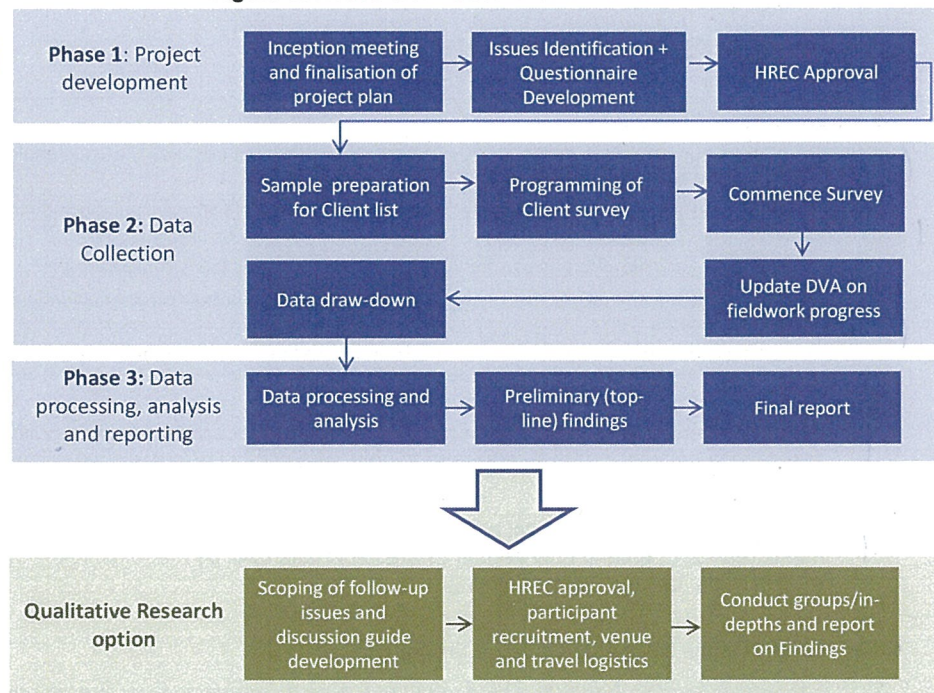 Phase 1: Project
development
Inception meeting
and finalisation of
project plan
Issues Identification +
Questionnaire
Development
HREC Approval
Phase 2: Data
Collection
Sample preparation
for Client list
Programming of
Client survey
Commence Survey
Update DVA on
fieldwork progress
Data draw-down
Phase 3: Data
processing, analysis
and reporting
Data processing and
analysis
Preliminary (top-
line) findings
Final report
Qualitative Research
option
Scoping of follow-up
issues and
discussion guide
development
HREC approval,
participant
recruitment, venue
and travel logistics
Conduct groups/in-
depths and report
on Findings